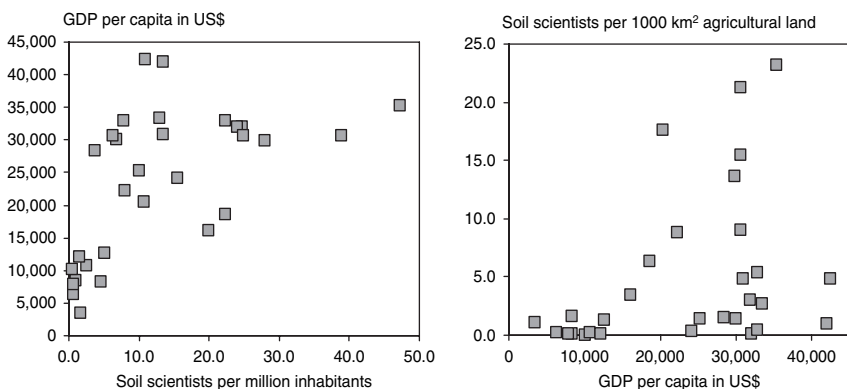 GDP per capita in US$
45,000
40,000
35,000
30,000
25,000
20,000
15,000
10,000
5,000
0
0.0 10.0 20.0 30.0 40.0 50.0
Soil scientists per million inhabitants
Soil scientists per 1000 km² agricultural land
25.0
20.0
15.0
10.0
5.0
0.0
0 10,000 20,000 30,000 40,000
GDP per capita in US$